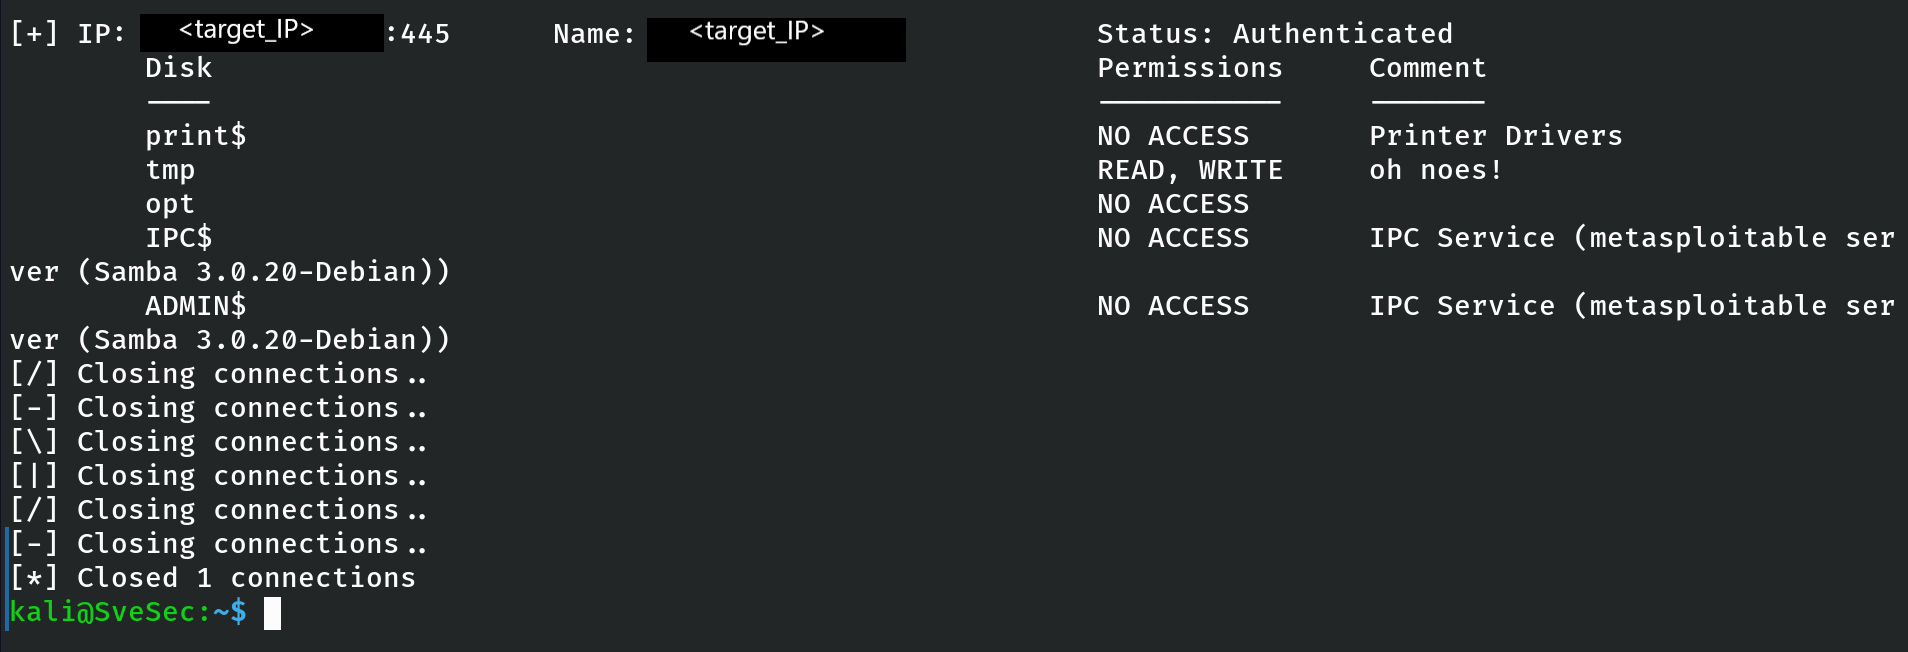 [+] IP: <target_IP>:445 Name: <target_IP> Status: Authenticated
Disk Permissions Comment
---- ----------- -------
print$ NO ACCESS Printer Drivers
tmp READ, WRITE oh noes!
opt NO ACCESS
IPC$ NO ACCESS IPC Service (metasploitable ser
ver (Samba 3.0.20-Debian))
ADMIN$ NO ACCESS IPC Service (metasploitable ser
ver (Samba 3.0.20-Debian))
[/] Closing connections..
[-] Closing connections..
[\] Closing connections..
[|] Closing connections..
[/] Closing connections..
[-] Closing connections..
[*] Closed 1 connections
kali@SveSec:~$